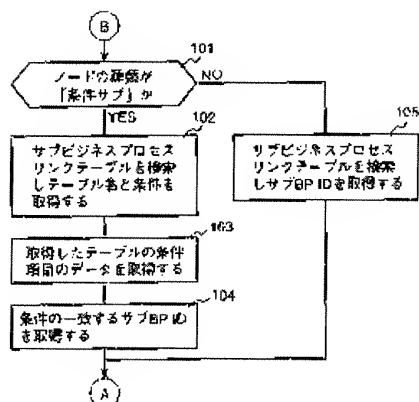 B
101
ノードの種類が
「条件サブ」か
NO
YES
102
サブビジネスプロセス
リンクテーブルを検索
しテーブル名と条件を
取得する
105
サブビジネスプロセス
リンクテーブルを検索
しサブBP IDを取得する
103
取得したテーブルの条件
項目のデータを取得する
104
条件の一致するサブBP ID
を取得する
A